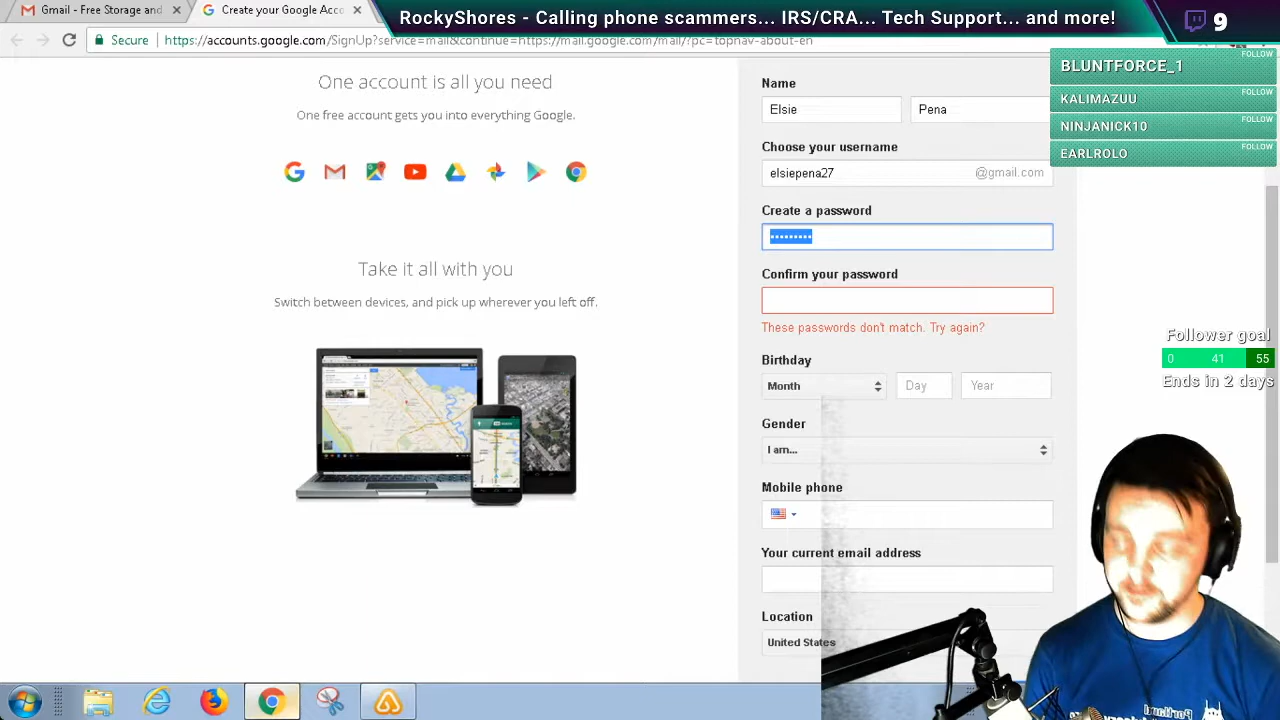 Gmail - Free Storage and
Create your Google Acc
RockyShores - Calling phone scammers... IRS/CRA... Tech Support... and more!
9
Secure
https://accounts.google.com/SignUp?service=mail&continue=https://mail.google.com/mail/?pc=topnav-about-en
BLUNTFORCE_1
FOLLOW
KALIMAZUU
FOLLOW
NINJANICK10
FOLLOW
EARLROLO
FOLLOW
One account is all you need
One free account gets you into everything Google.
Take it all with you
Switch between devices, and pick up wherever you left off.
Name
Elsie
Pena
Choose your username
elsiepena27
@gmail.com
Create a password
Confirm your password
These passwords don't match. Try again?
Birthday
Month
Day
Year
Gender
I am...
Mobile phone
Your current email address
Location
United States
Follower goal
0 41 55
Ends in 2 days